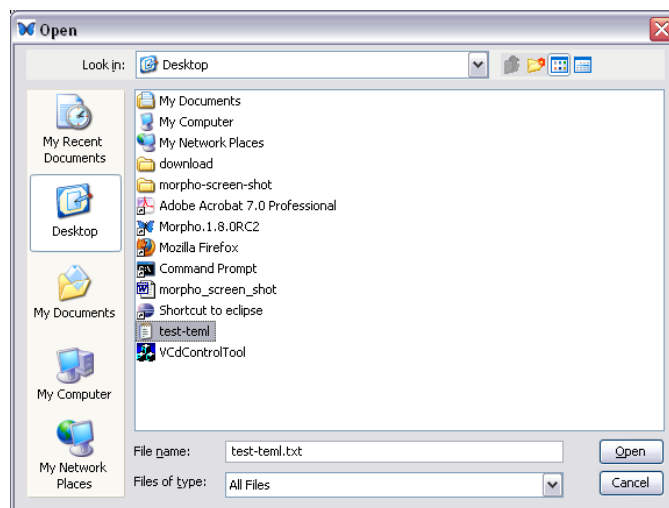 Open
Look in:
Desktop
My Recent
Documents
Desktop
My Documents
My Computer
My Network
Places
My Documents
My Computer
My Network Places
download
morpho-screen-shot
Adobe Acrobat 7.0 Professional
Morpho.1.8.0RC2
Mozilla Firefox
Command Prompt
morpho_screen_shot
Shortcut to eclipse
test-teml
VCdControlTool
File name:
test-teml.txt
Open
Files of type:
All Files
Cancel